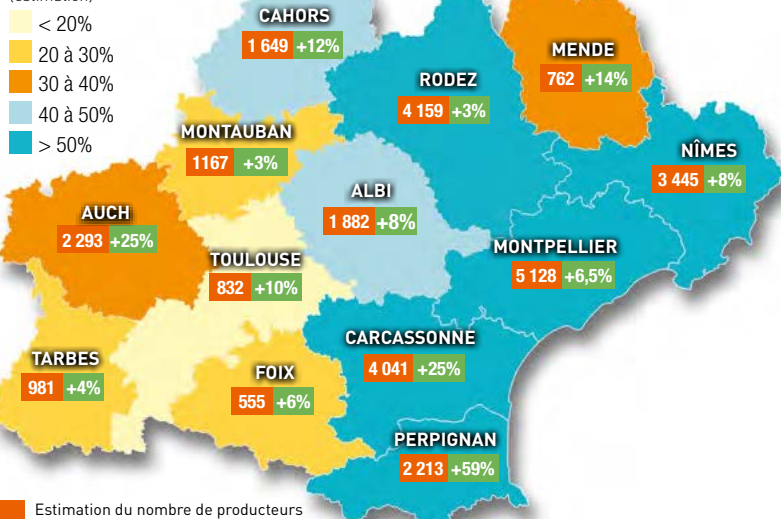 (estimation)
< 20%
20 à 30%
30 à 40%
40 à 50%
> 50%
CAHORS
1 649 +12%
MENDE
762 +14%
RODEZ
4 159 +3%
MONTAUBAN
1167 +3%
NÎMES
3 445 +8%
ALBI
1 882 +8%
AUCH
2 293 +25%
MONTPELLIER
5 128 +6,5%
TOULOUSE
832 +10%
CARCASSONNE
4 041 +25%
TARBES
981 +4%
FOIX
555 +6%
PERPIGNAN
2 213 +59%
Estimation du nombre de producteurs